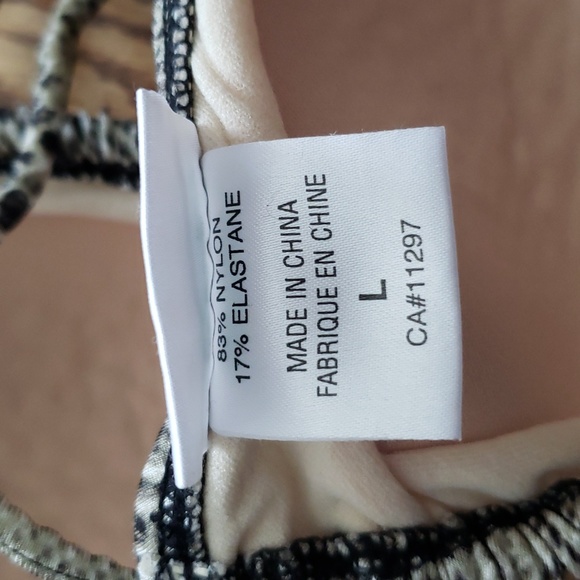 83% NYLON
17% ELASTANE
MADE IN CHINA
FABRIQUE EN CHINE
L
CA#11297